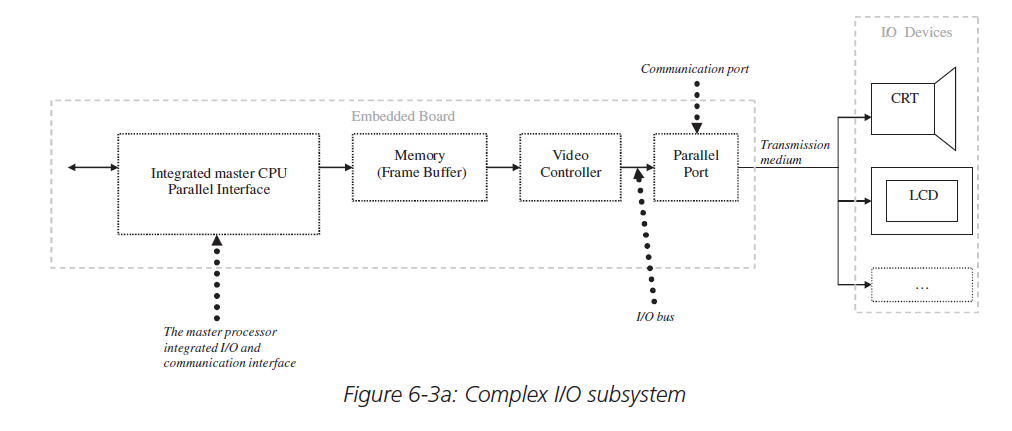 I/O Devices
Communication port
CRT
Embedded Board
Integrated master CPU
Parallel Interface
Memory
(Frame Buffer)
Video
Controller
Parallel
Port
Transmission
medium
LCD
...
I/O bus
The master processor
integrated I/O and
communication interface
Figure 6-3a: Complex I/O subsystem